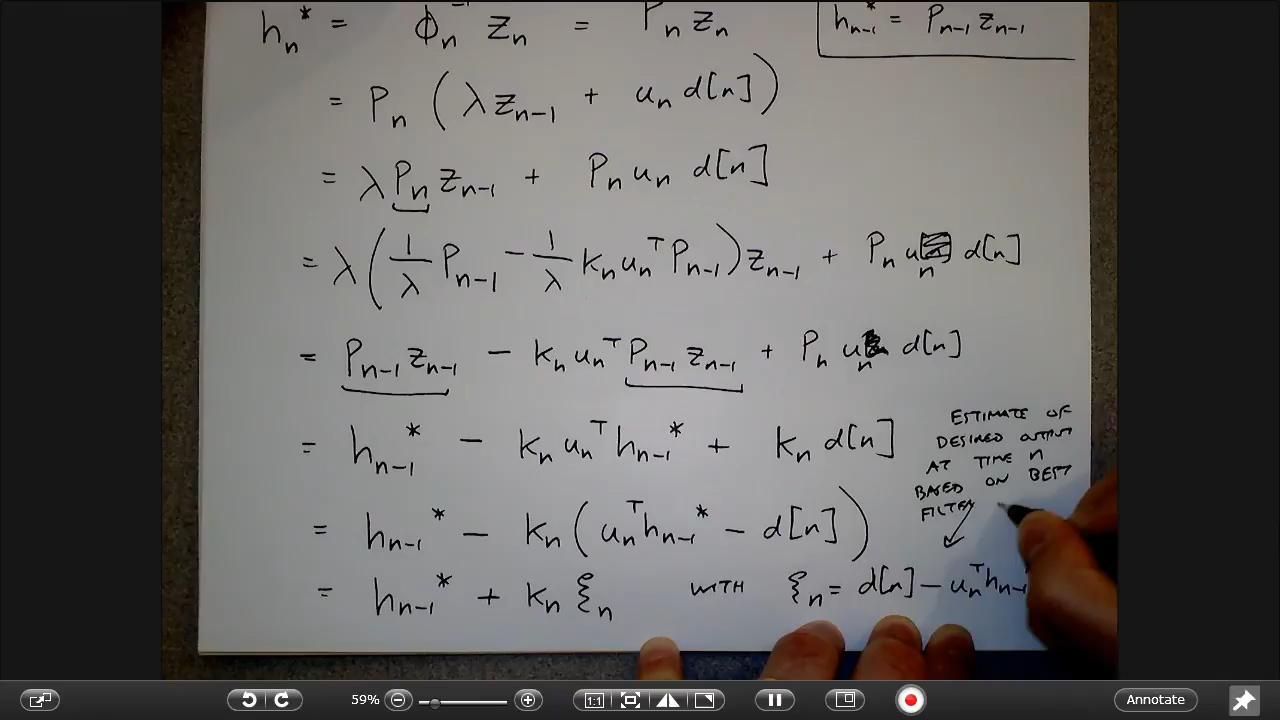 h_n^* = Φ_n^{-1} z_n = P_n z_n
h_{n-1}^* = P_{n-1} z_{n-1}
= P_n ( λ z_{n-1} + u_n d[n] )
= λ P_n z_{n-1} + P_n u_n d[n]
= λ ( 1/λ P_{n-1} - 1/λ k_n u_n^T P_{n-1} ) z_{n-1} + P_n u_n d[n]
= P_{n-1} z_{n-1} - k_n u_n^T P_{n-1} z_{n-1} + P_n u_n d[n]
= h_{n-1}^* - k_n u_n^T h_{n-1}^* + k_n d[n]
ESTIMATE OF
DESIRED OUTPUT
AT TIME n
BASED ON BEST
FILTER
= h_{n-1}^* - k_n ( u_n^T h_{n-1}^* - d[n] )
= h_{n-1}^* + k_n ξ_n WITH ξ_n = d[n] - u_n^T h_{n-1}
59%
1:1
Annotate